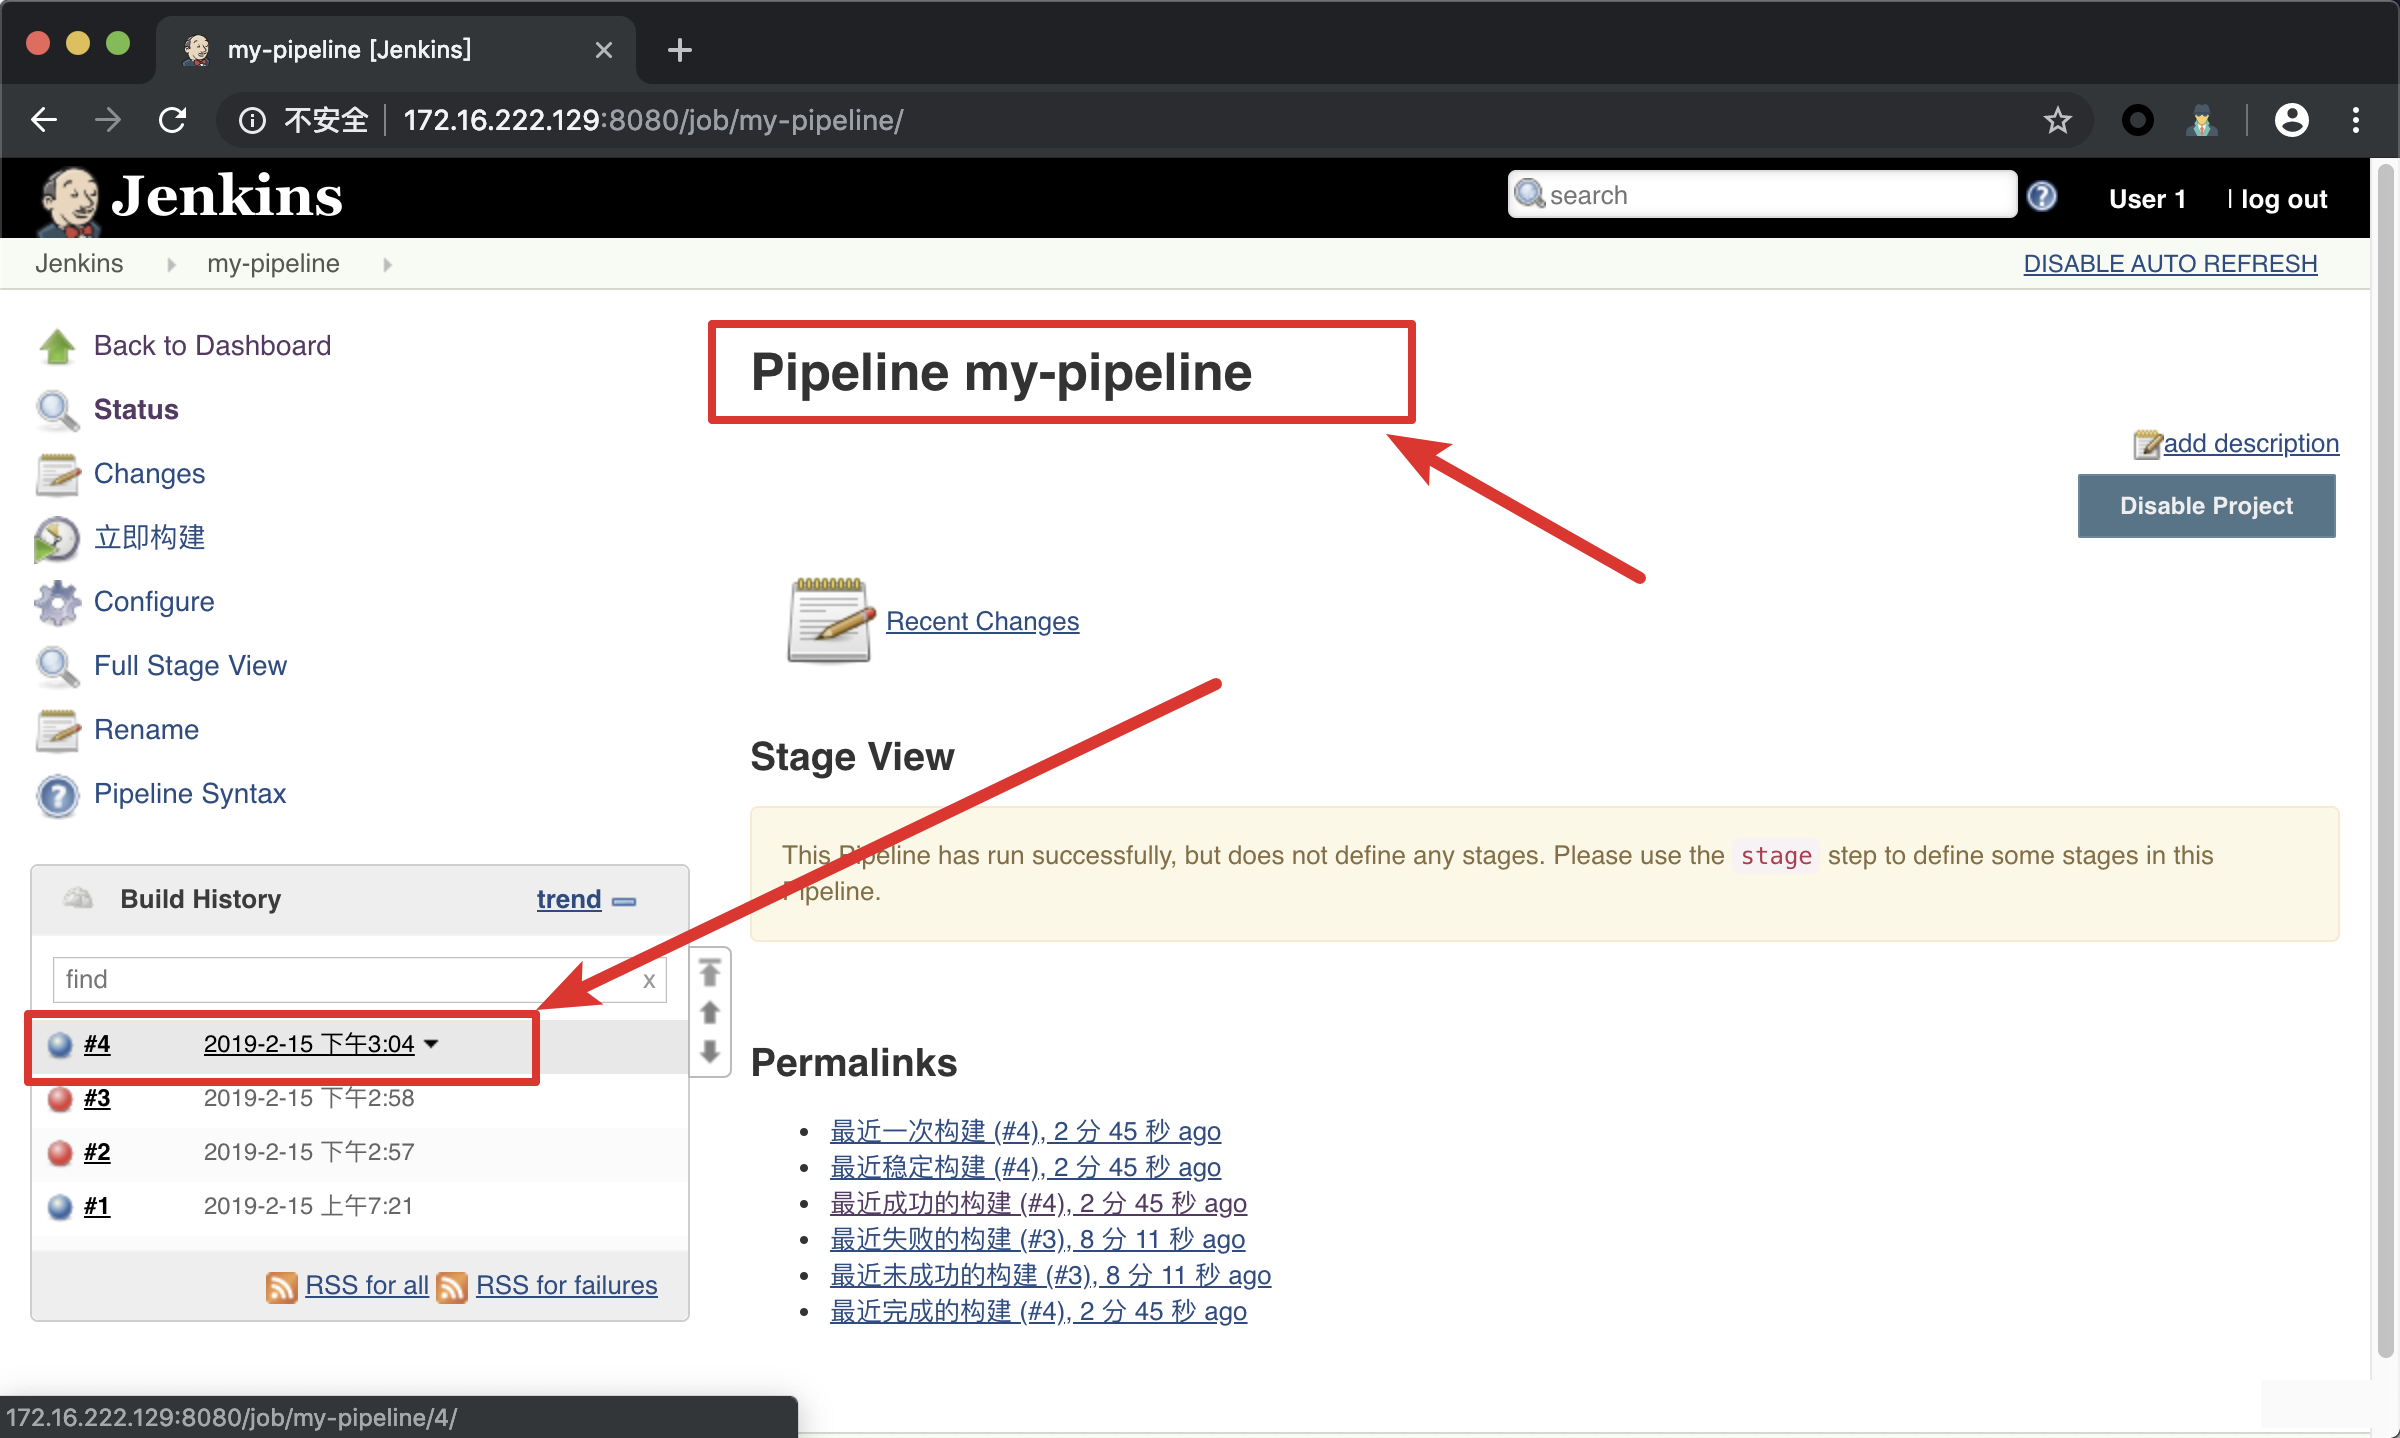 my-pipeline [Jenkins]
不安全 172.16.222.129:8080/job/my-pipeline/
Jenkins
search
User 1
| log out
Jenkins
my-pipeline
DISABLE AUTO REFRESH
Back to Dashboard
Status
Changes
立即构建
Configure
Full Stage View
Rename
Pipeline Syntax
Build History
trend
find
x
#4 2019-2-15 下午3:04
#3 2019-2-15 下午2:58
#2 2019-2-15 下午2:57
#1 2019-2-15 上午7:21
RSS for all RSS for failures
Pipeline my-pipeline
add description
Disable Project
Recent Changes
Stage View
This Pipeline has run successfully, but does not define any stages. Please use the stage step to define some stages in this
Pipeline.
Permalinks
最近一次构建 (#4), 2 分 45 秒 ago
最近稳定构建 (#4), 2 分 45 秒 ago
最近成功的构建 (#4), 2 分 45 秒 ago
最近失败的构建 (#3), 8 分 11 秒 ago
最近未成功的构建 (#3), 8 分 11 秒 ago
最近完成的构建 (#4), 2 分 45 秒 ago
172.16.222.129:8080/job/my-pipeline/4/